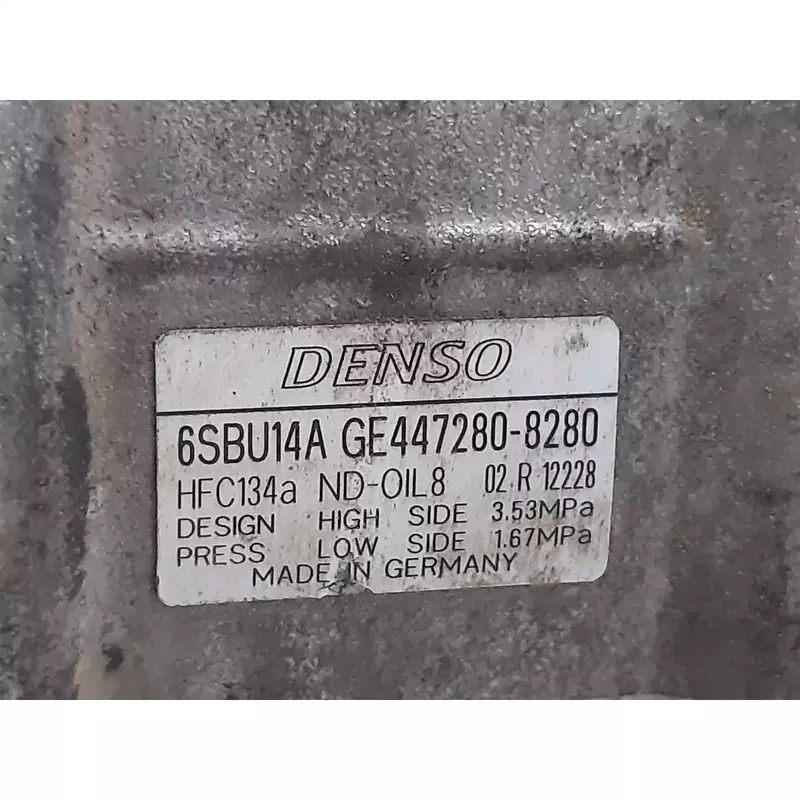 DENSO
6SBU14A GE447280-8280
HFC134a ND-OIL8 02 R 12228
DESIGN HIGH SIDE 3.53MPa
PRESS LOW SIDE 1.67MPa
MADE IN GERMANY